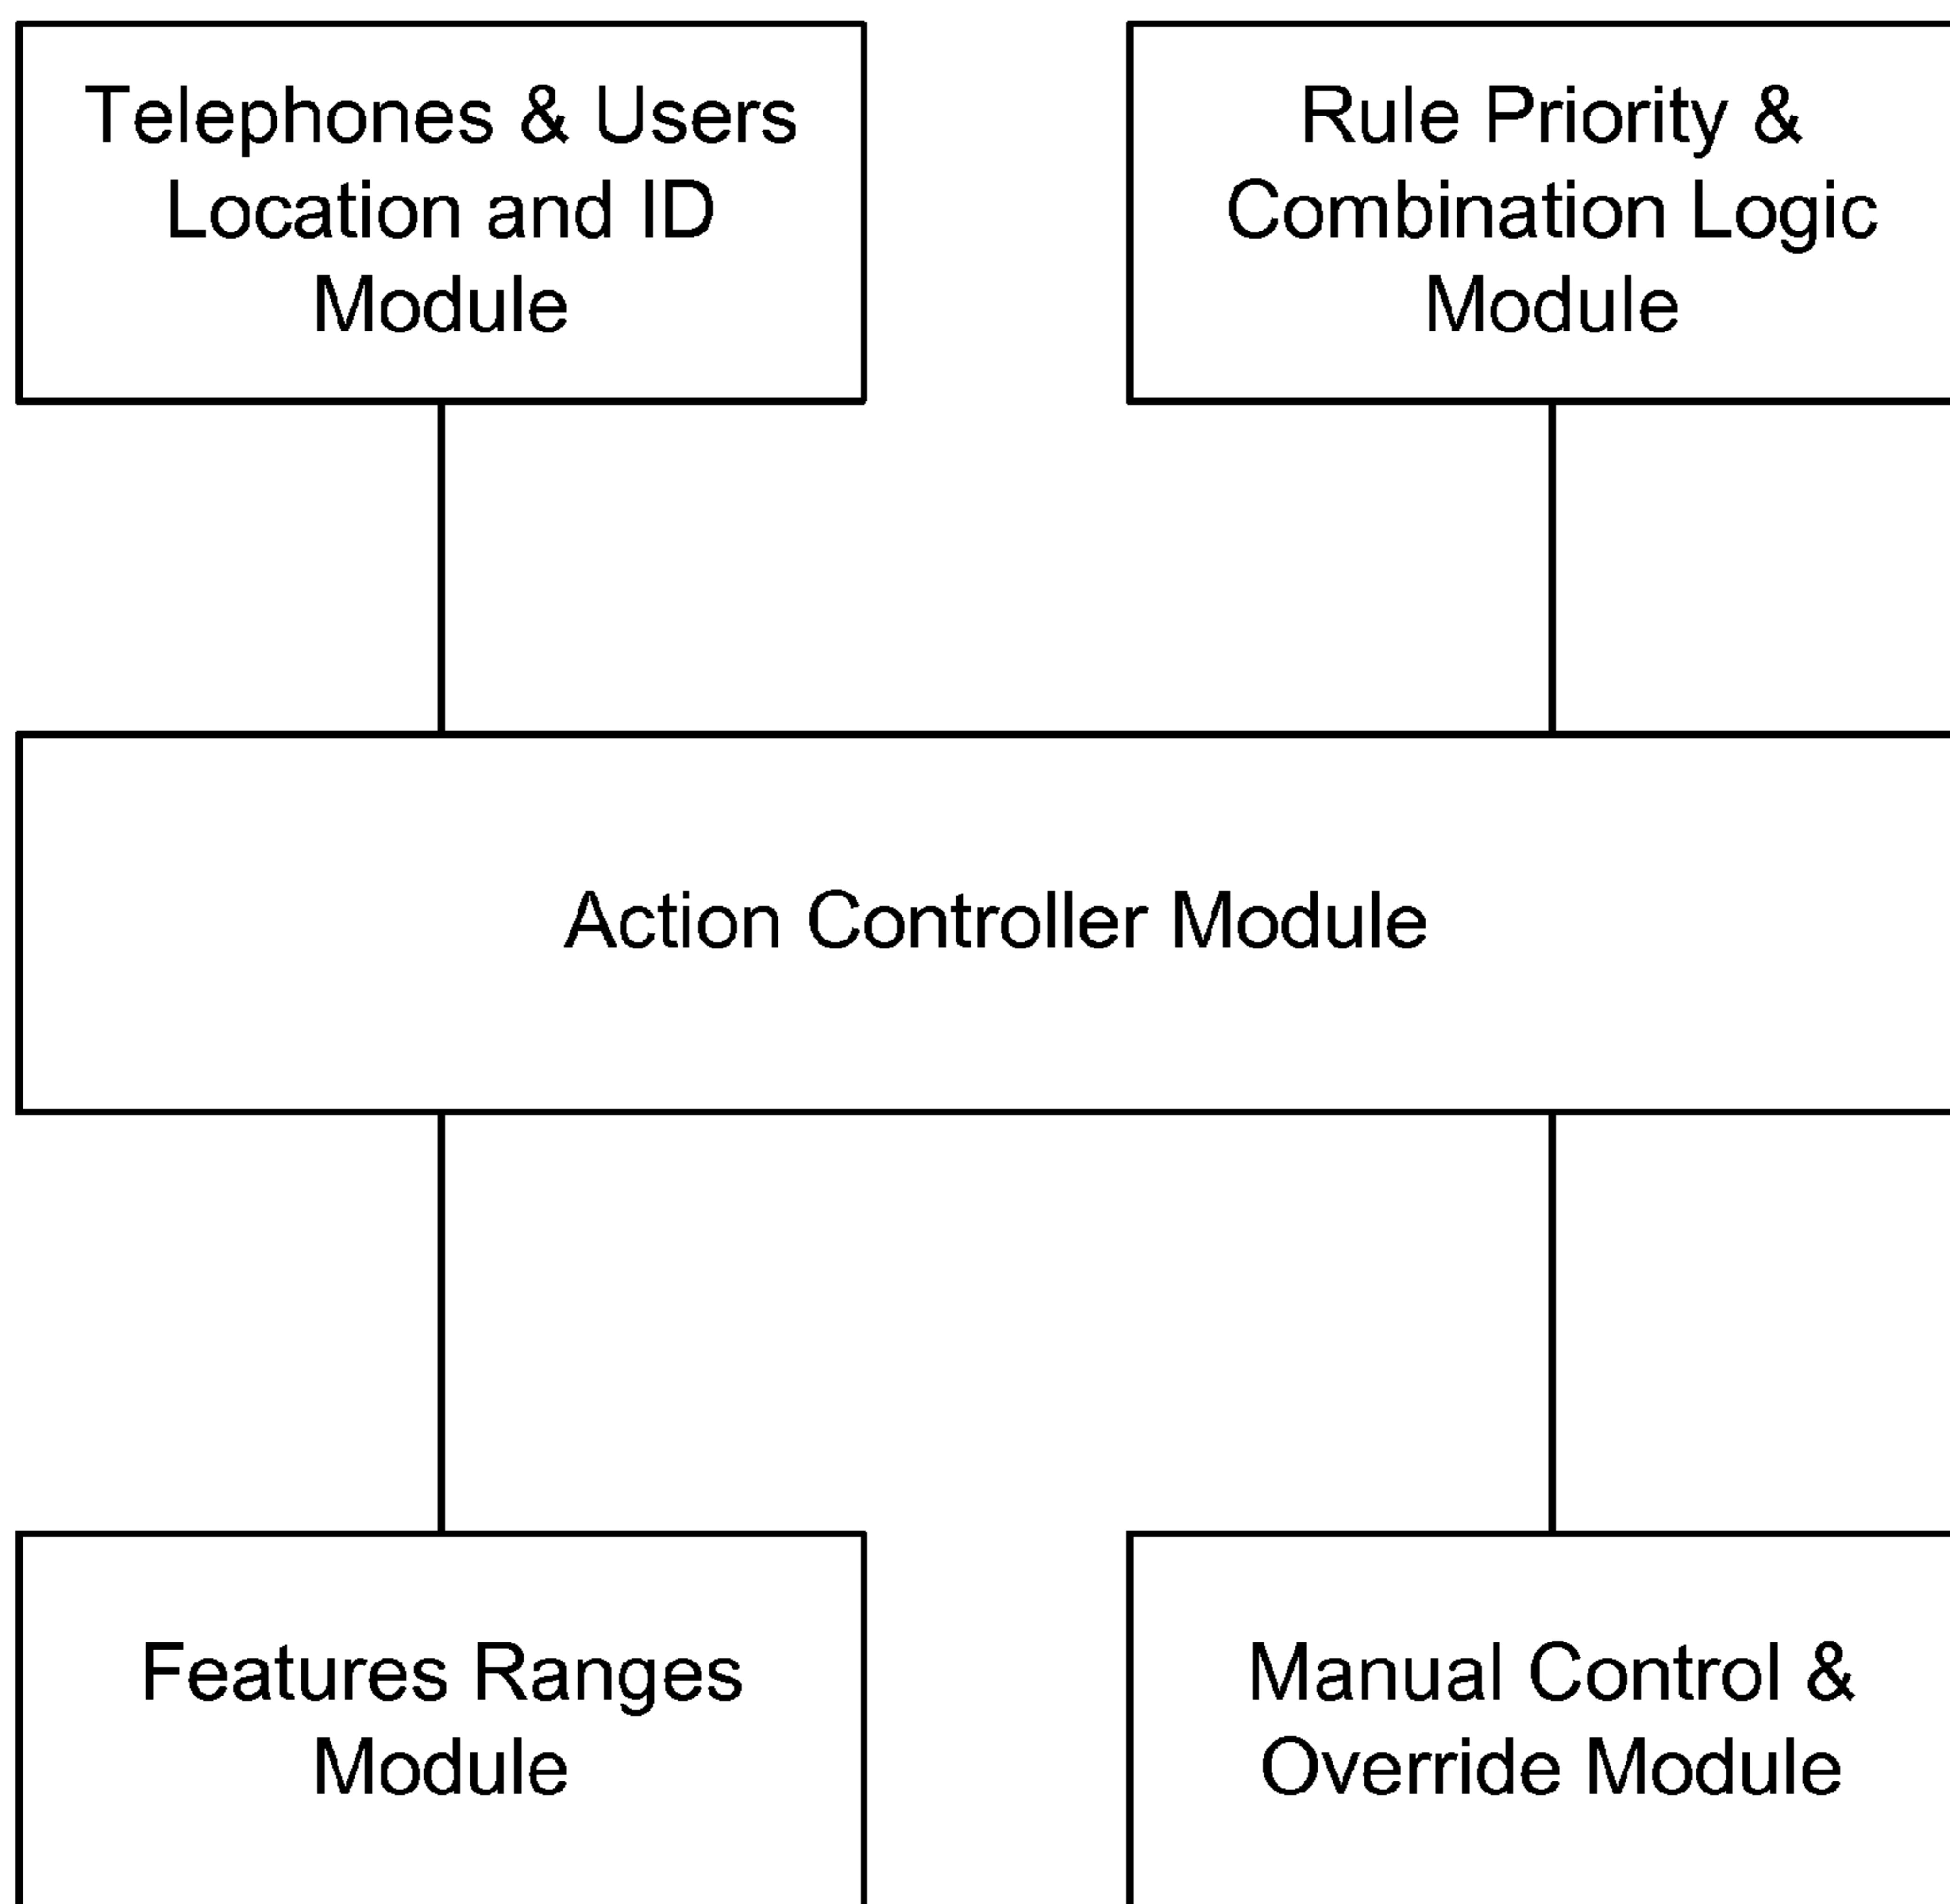 Telephones & Users
Location and ID
Module
Rule Priority &
Combination Logic
Module
Action Controller Module
Features Ranges
Module
Manual Control &
Override Module